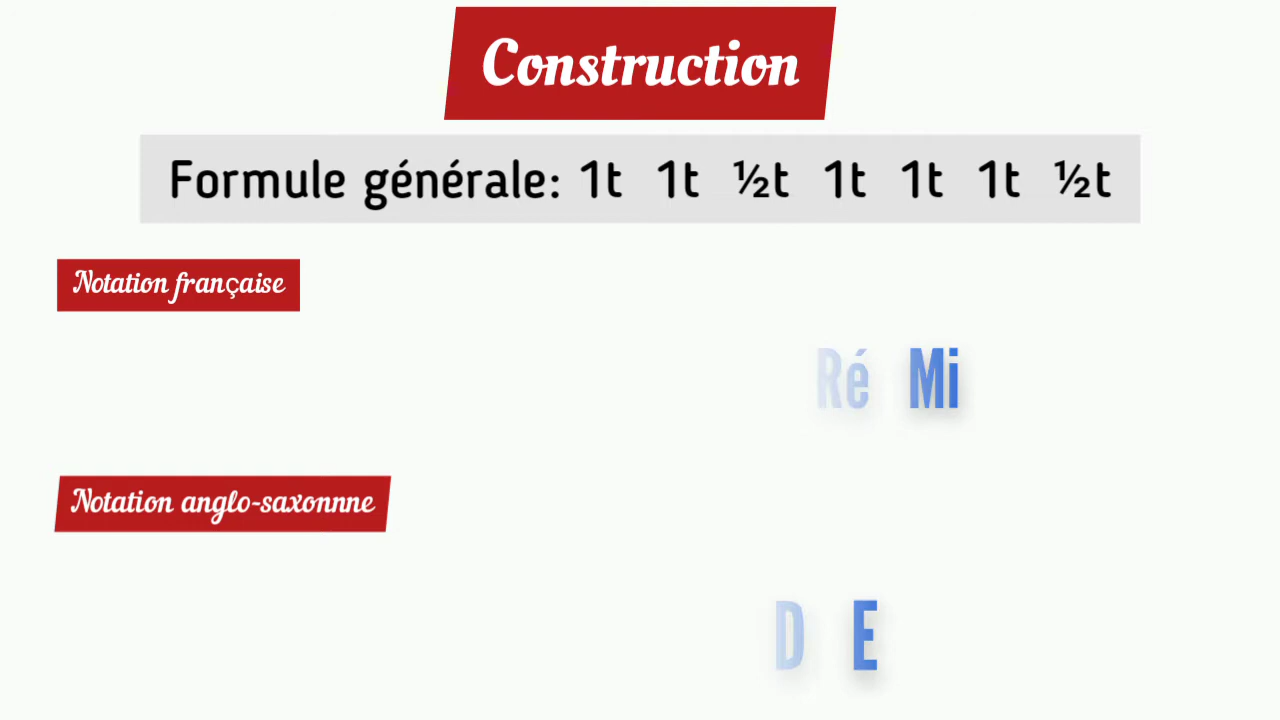 Construction
Formule générale: 1t 1t ½t 1t 1t 1t ½t
Notation française
Ré Mi
Notation anglo-saxonnne
D E